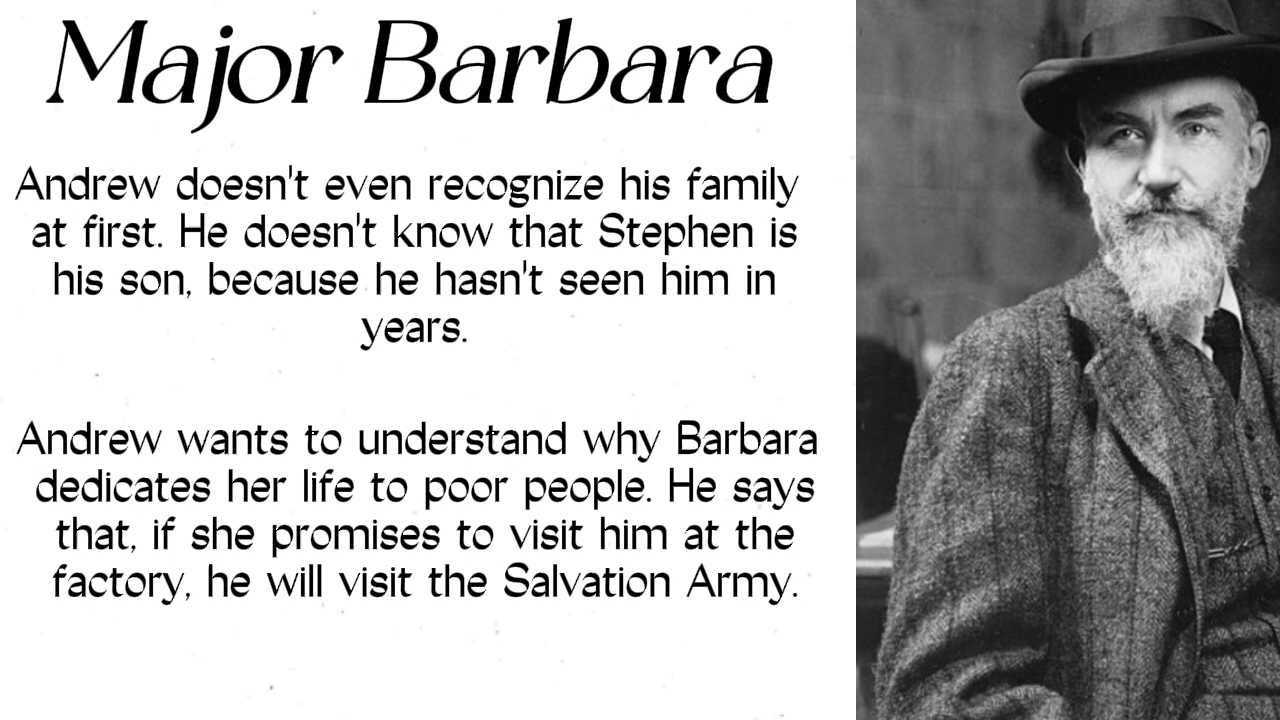 Major Barbara
Andrew doesn't even recognize his family
at first. He doesn't know that Stephen is
his son, because he hasn't seen him in
years.
Andrew wants to understand why Barbara
dedicates her life to poor people. He says
that, if she promises to visit him at the
factory, he will visit the Salvation Army.